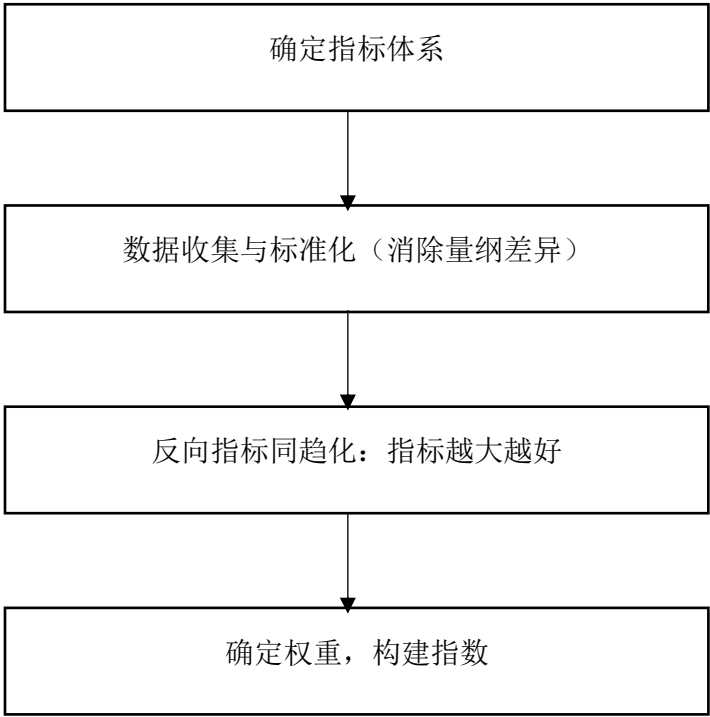 确定指标体系
数据收集与标准化（消除量纲差异）
反向指标同趋化：指标越大越好
确定权重，构建指数